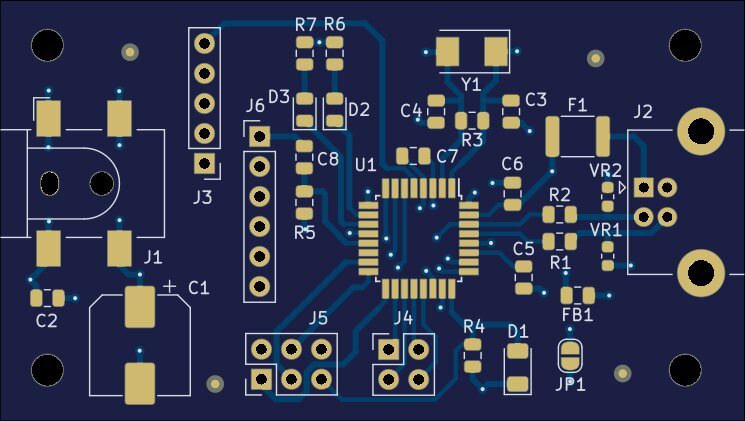 R7 R6
Y1
D3 D2
J6
C4 C3
F1 J2
R3
C8
U1 C7
C6 VR2
J3
R5
R2
VR1
R1
J1
C5
+ C1
C2
FB1
J5 J4
R4 D1
JP1